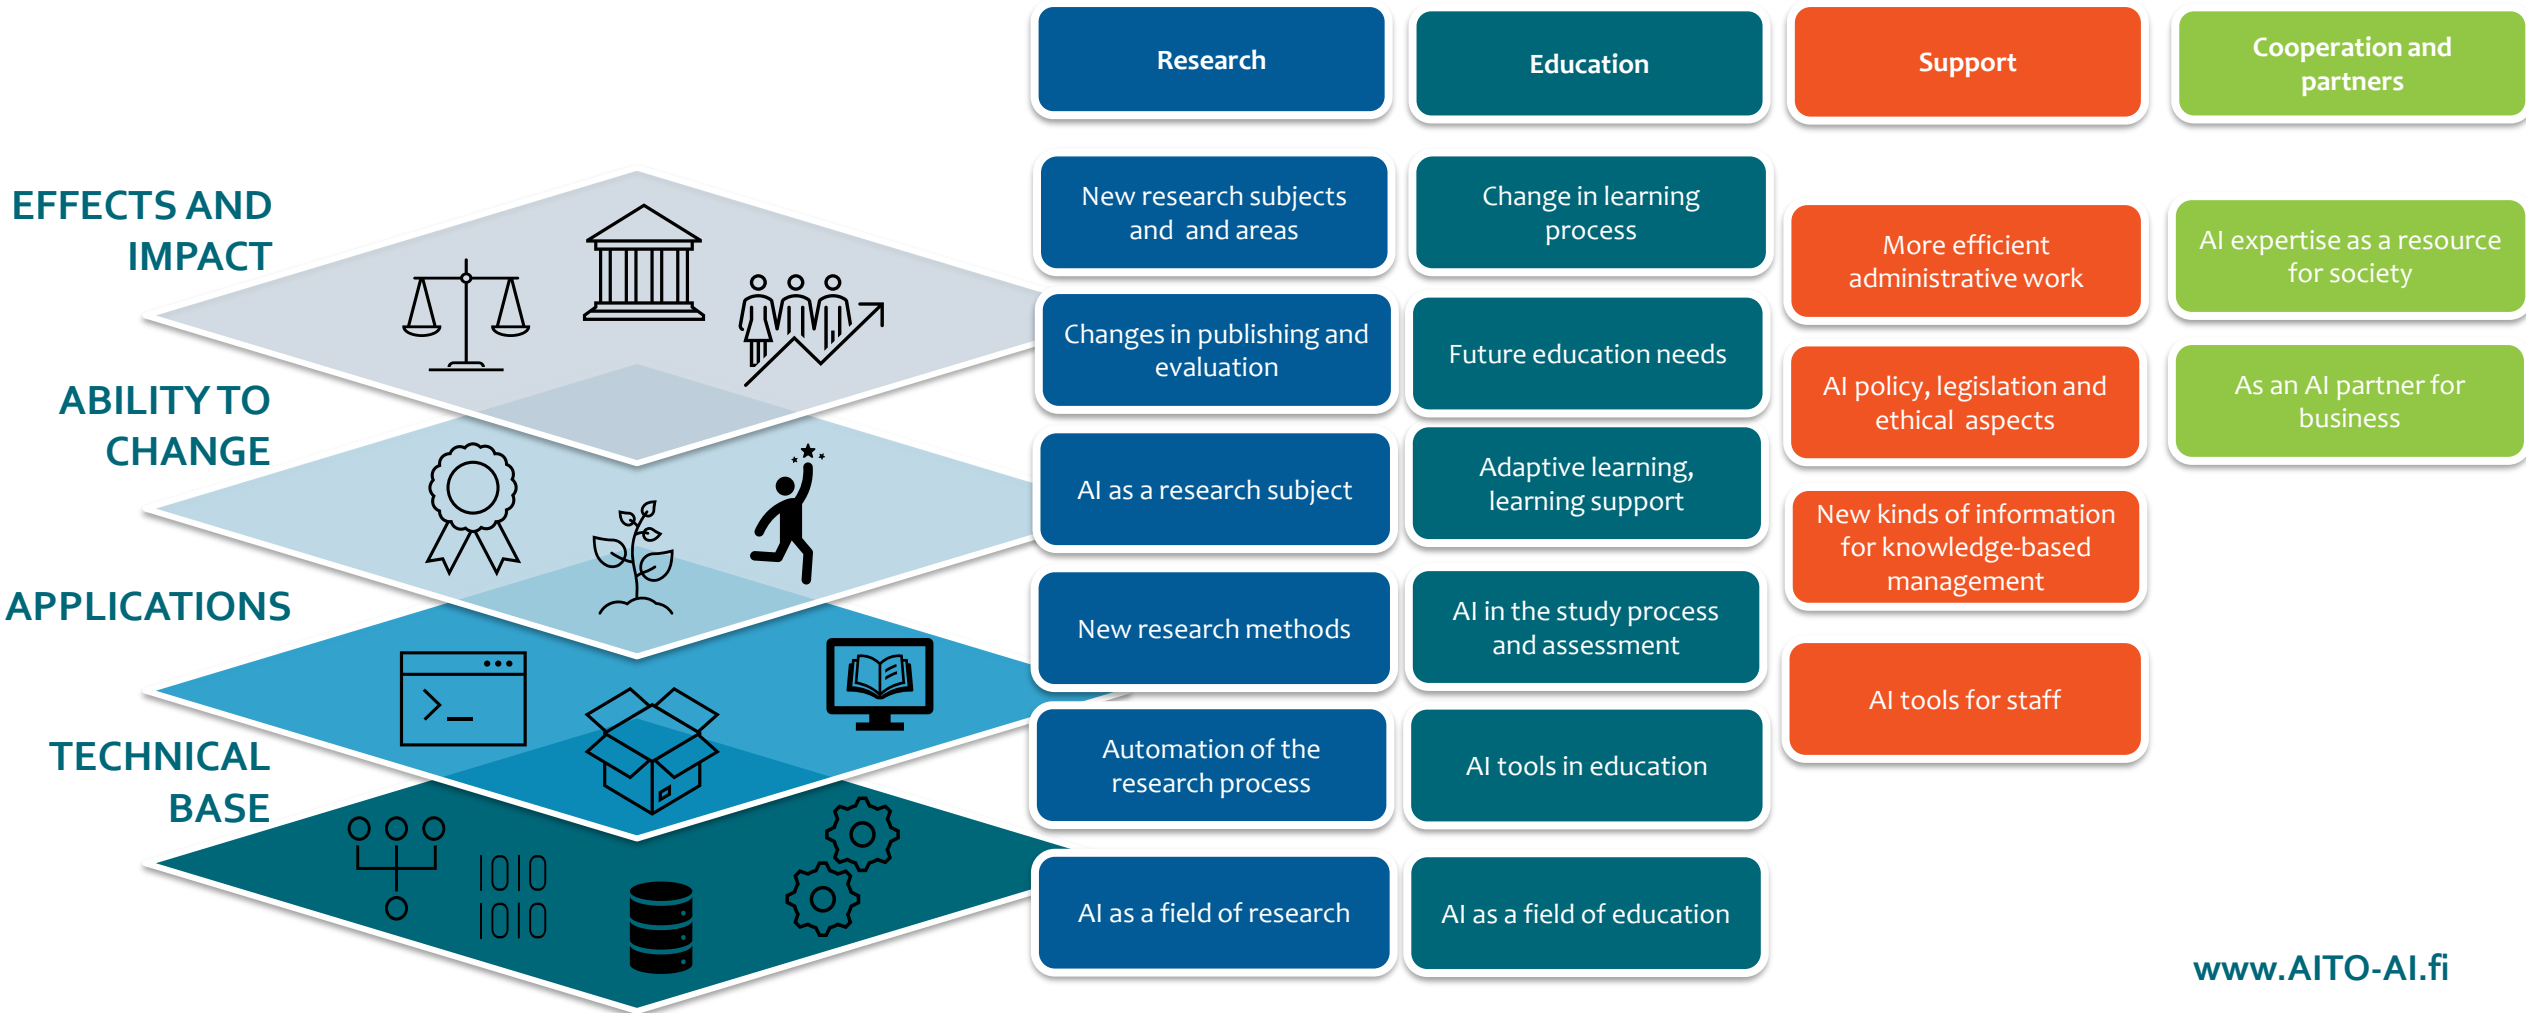 EFFECTS AND
IMPACT
ABILITY TO
CHANGE
APPLICATIONS
TECHNICAL
BASE
1010
1010
Research
New research subjects
and and areas
Changes in publishing and
evaluation
AI as a research subject
New research methods
Automation of the
research process
AI as a field of research
Education
Change in learning
process
Future education needs
Adaptive learning,
learning support
AI in the study process
and assessment
AI tools in education
AI as a field of education
Support
More efficient
administrative work
AI policy, legislation and
ethical aspects
New kinds of information
for knowledge-based
management
AI tools for staff
Cooperation and
partners
AI expertise as a resource
for society
As an AI partner for
business
www.AITO-AI.fi